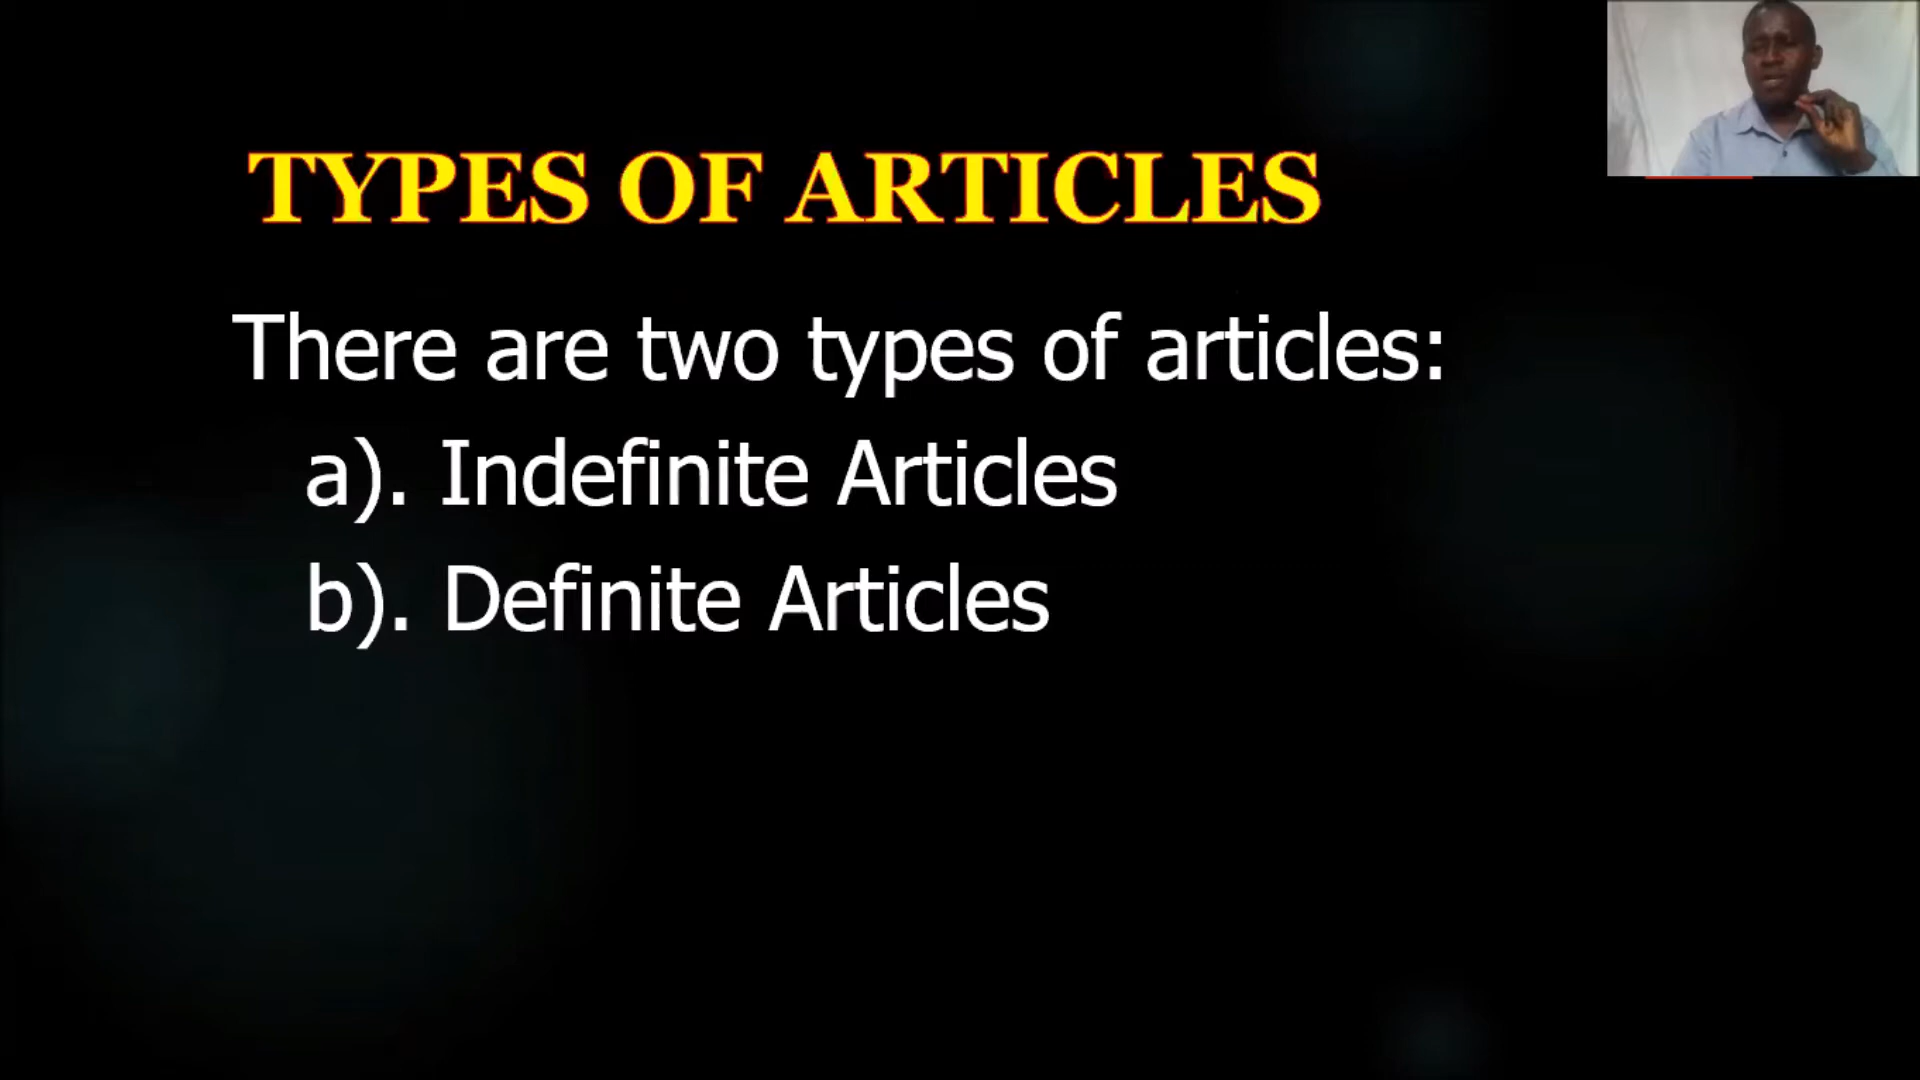 TYPES OF ARTICLES
There are two types of articles:
a). Indefinite Articles
b). Definite Articles